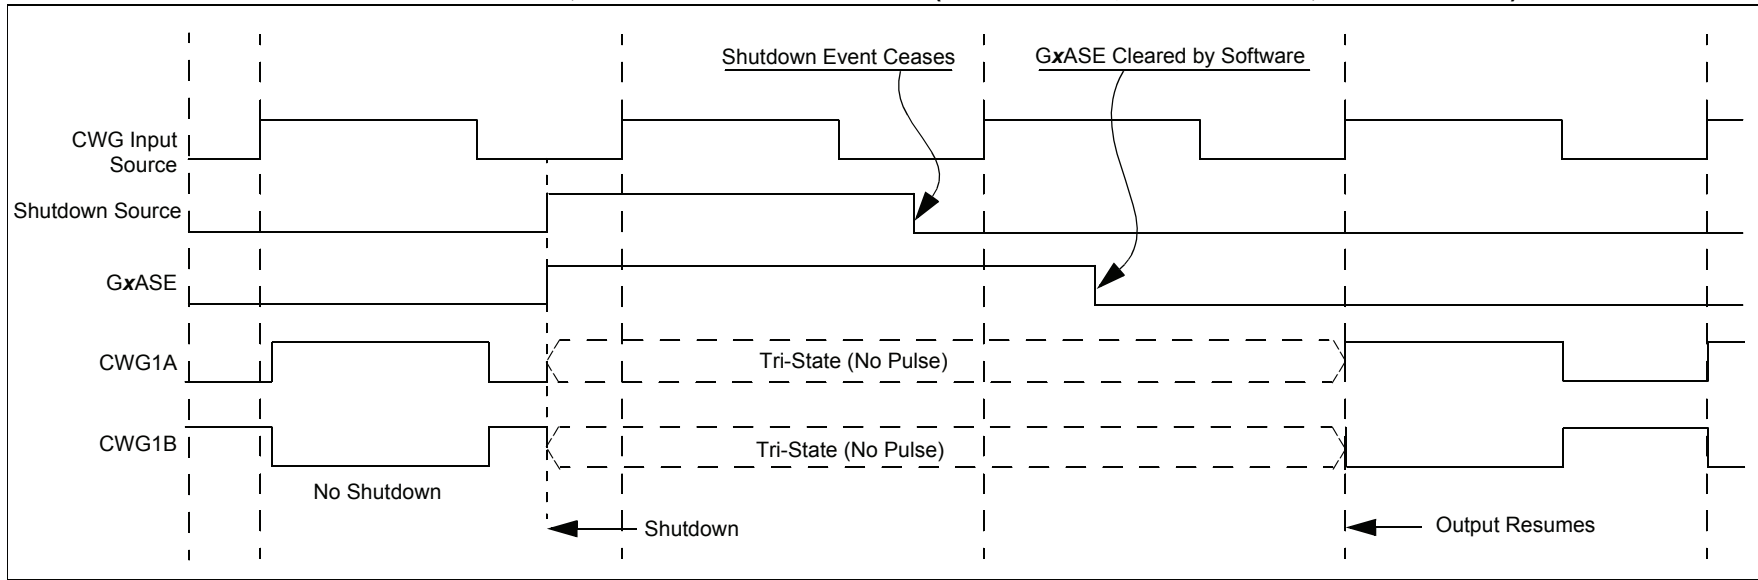 Shutdown Event Ceases
GxASE Cleared by Software
CWG Input
Source
Shutdown Source
GxASE
CWG1A
Tri-State (No Pulse)
CWG1B
Tri-State (No Pulse)
No Shutdown
Shutdown
Output Resumes